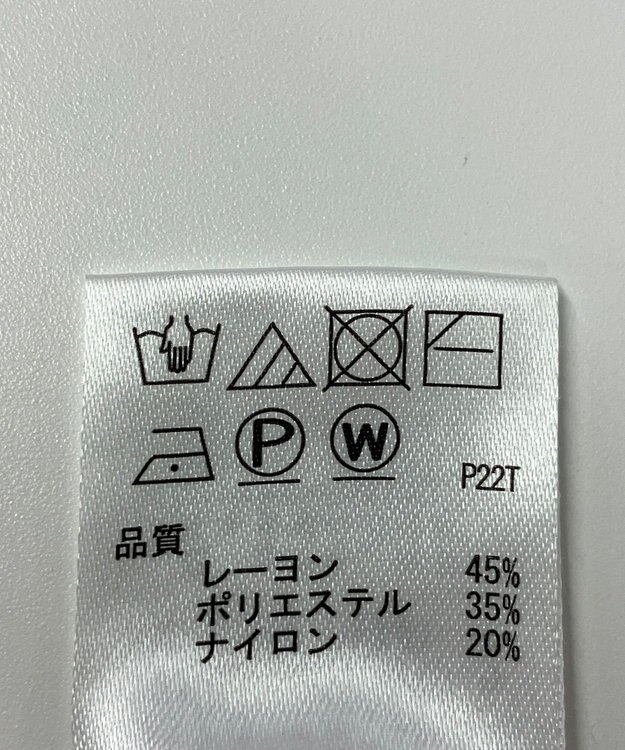 P W P22T
品質
レーヨン 45%
ポリエステル 35%
ナイロン 20%